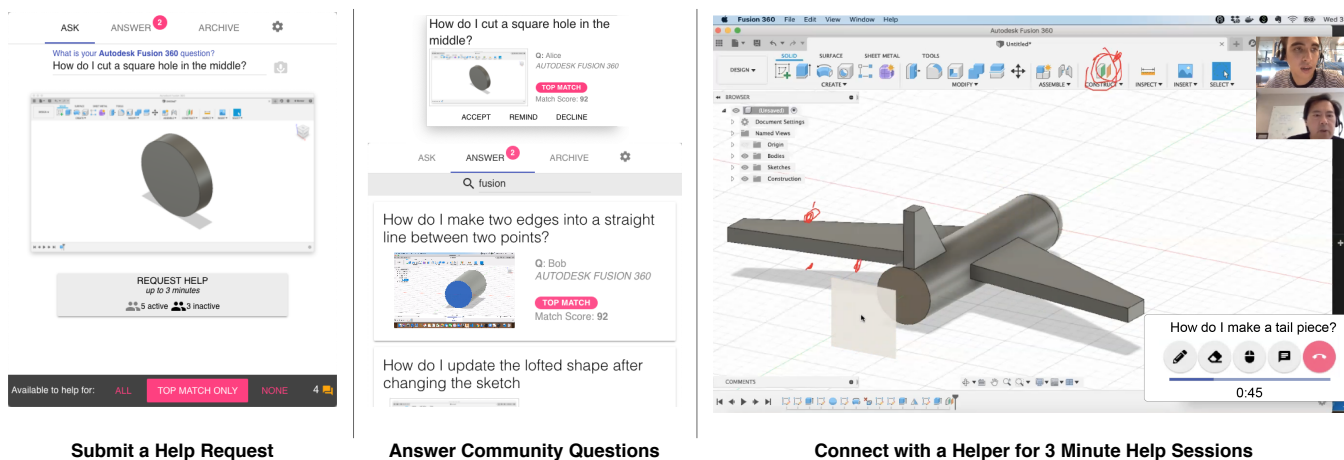 ASK
ANSWER 2
ARCHIVE
What is your Autodesk Fusion 360 question?
How do I cut a square hole in the middle?
REQUEST HELP
up to 3 minutes
5 active 3 inactive
Available to help for: ALL TOP MATCH ONLY NONE 4
Submit a Help Request
How do I cut a square hole in the
middle?
Q: Alice
AUTODESK FUSION 360
TOP MATCH
Match Score: 92
ACCEPT REMIND DECLINE
ASK ANSWER 2 ARCHIVE
fusion
How do I make two edges into a straight
line between two points?
Q: Bob
AUTODESK FUSION 360
TOP MATCH
Match Score: 92
How do I update the lofted shape after
changing the sketch
Answer Community Questions
Fusion 360 File Edit View Window Help
Wed 3
Autodesk Fusion 360
Untitled*
SOLID SURFACE SHEET METAL TOOLS
DESIGN
CREATE MODIFY ASSEMBLE CONSTRUCT INSPECT INSERT SELECT
BROWSER
(Unsaved)
Document Settings
Named Views
Origin
Bodies
Sketches
Construction
COMMENTS
How do I make a tail piece?
0:45
Connect with a Helper for 3 Minute Help Sessions